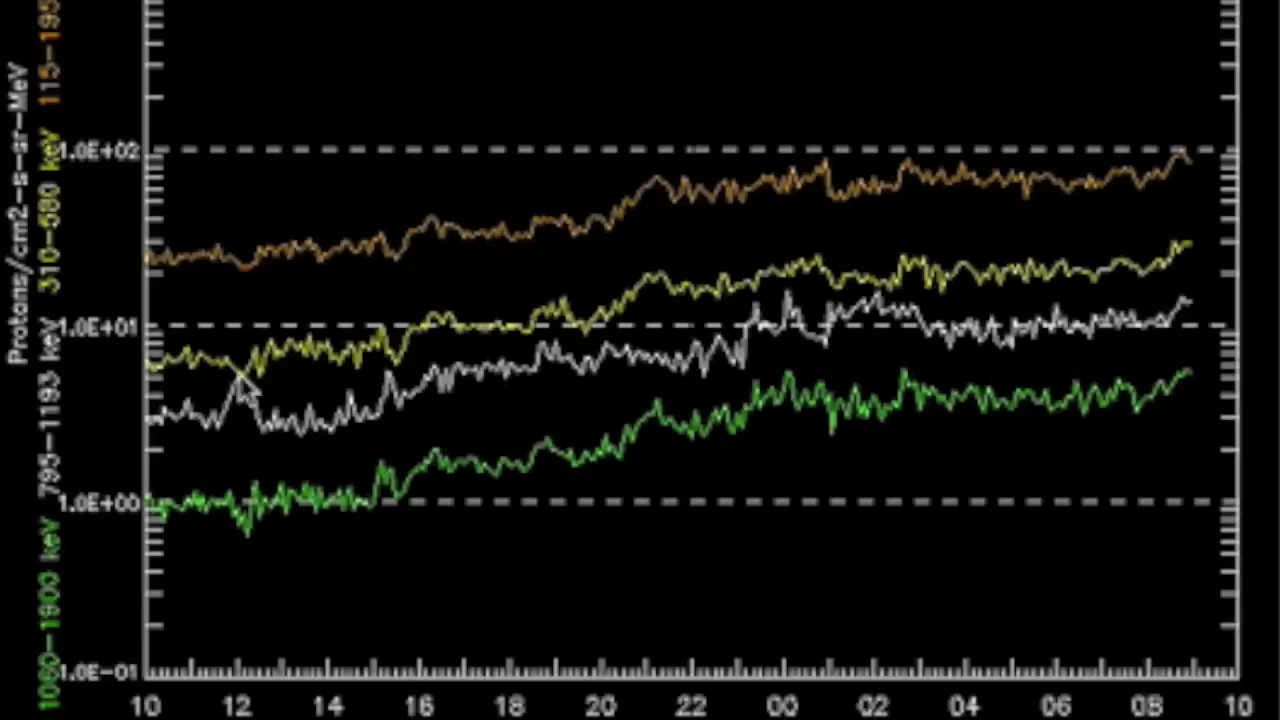 Protons/cm2-s-sr-MeV
1060-1900 keV 795-1193 keV 310-580 keV 115-195
1.0E+02
1.0E+01
1.0E+00
1.0E-01
10 12 14 16 18 20 22 00 02 04 06 08 10